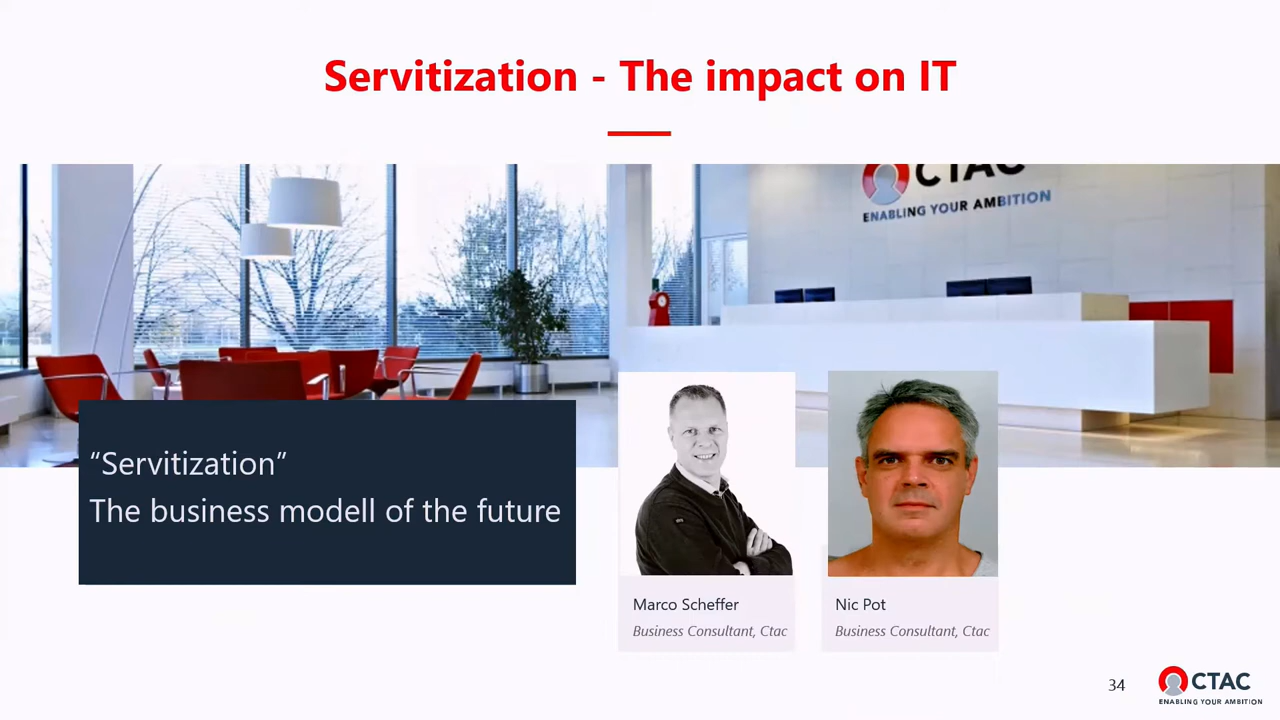 Servitization - The impact on IT
CTAC
ENABLING YOUR AMBITION
“Servitization”
The business modell of the future
Marco Scheffer
Business Consultant, Ctac
Nic Pot
Business Consultant, Ctac
34
CTAC
ENABLING YOUR AMBITION